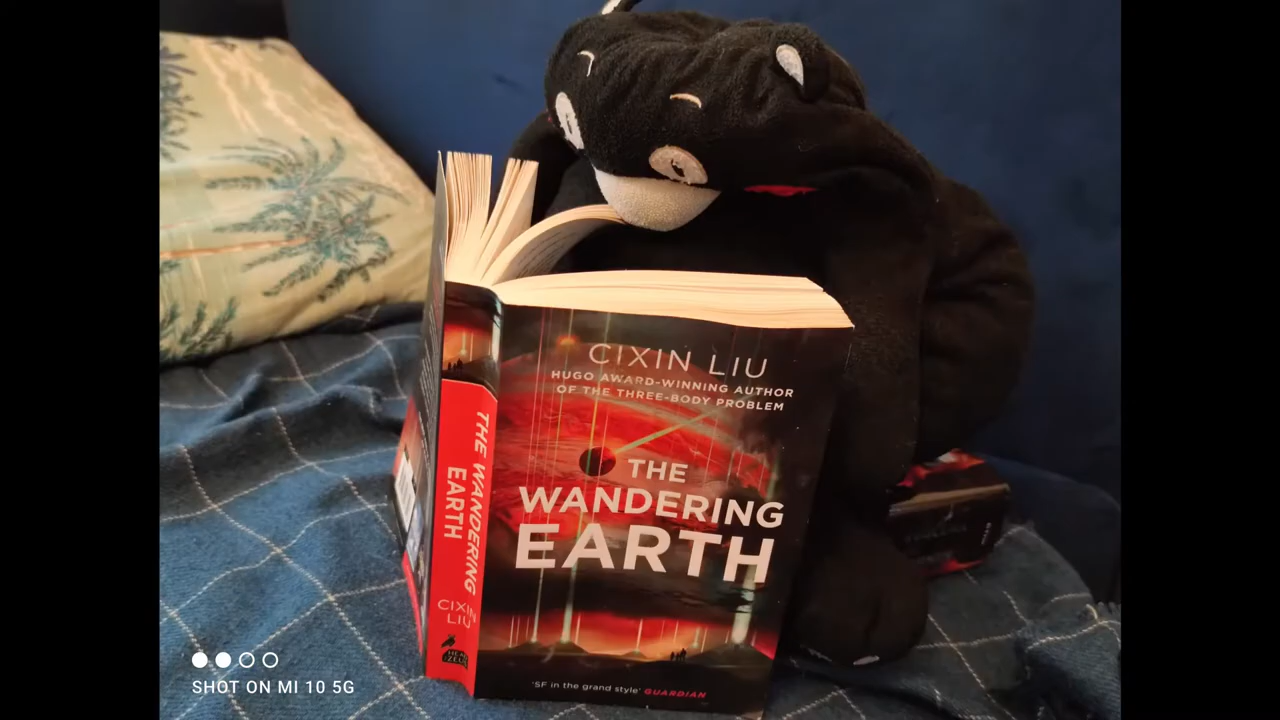 CIXIN LIU
HUGO AWARD-WINNING AUTHOR
OF THE THREE-BODY PROBLEM
THE
WANDERING
EARTH
'SF in the grand style' GUARDIAN
THE WANDERING
EARTH
CIXIN
LIU
SHOT ON MI 10 5G